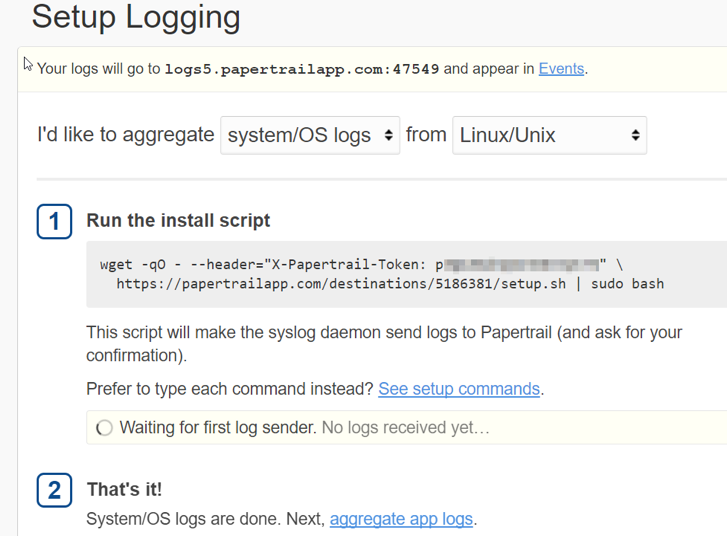 Setup Logging
Your logs will go to logs5.papertrailapp.com:47549 and appear in Events.
I'd like to aggregate system/OS logs from Linux/Unix
1 Run the install script
wget -qO - --header="X-Papertrail-Token: p" \
https://papertrailapp.com/destinations/5186381/setup.sh | sudo bash
This script will make the syslog daemon send logs to Papertrail (and ask for your
confirmation).
Prefer to type each command instead? See setup commands.
Waiting for first log sender. No logs received yet…
2 That's it!
System/OS logs are done. Next, aggregate app logs.